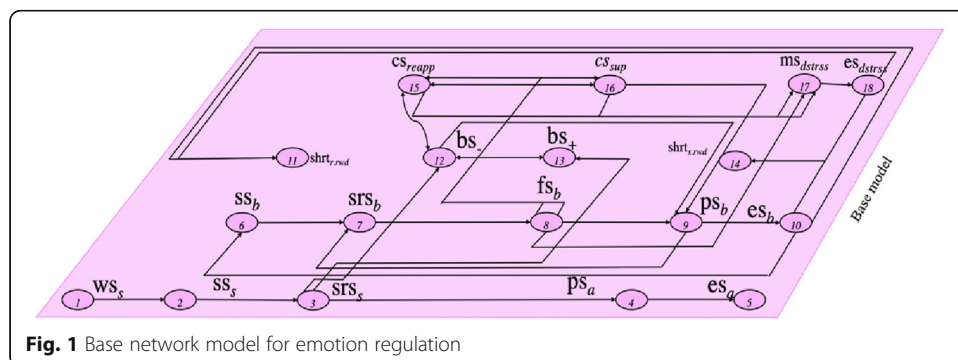 cs_reapp
15
cs_sup
16
ms_dstrss
17
es_dstrss
18
11
shrt_r.rwd
12
bs_-
bs_+
13
shrt_s.rwd
14
ss_b
6
srs_b
7
fs_b
8
ps_b
9
es_b
10
Base model
1
ws_s
2
ss_s
3
srs_s
ps_a
4
es_a
5
Fig. 1 Base network model for emotion regulation